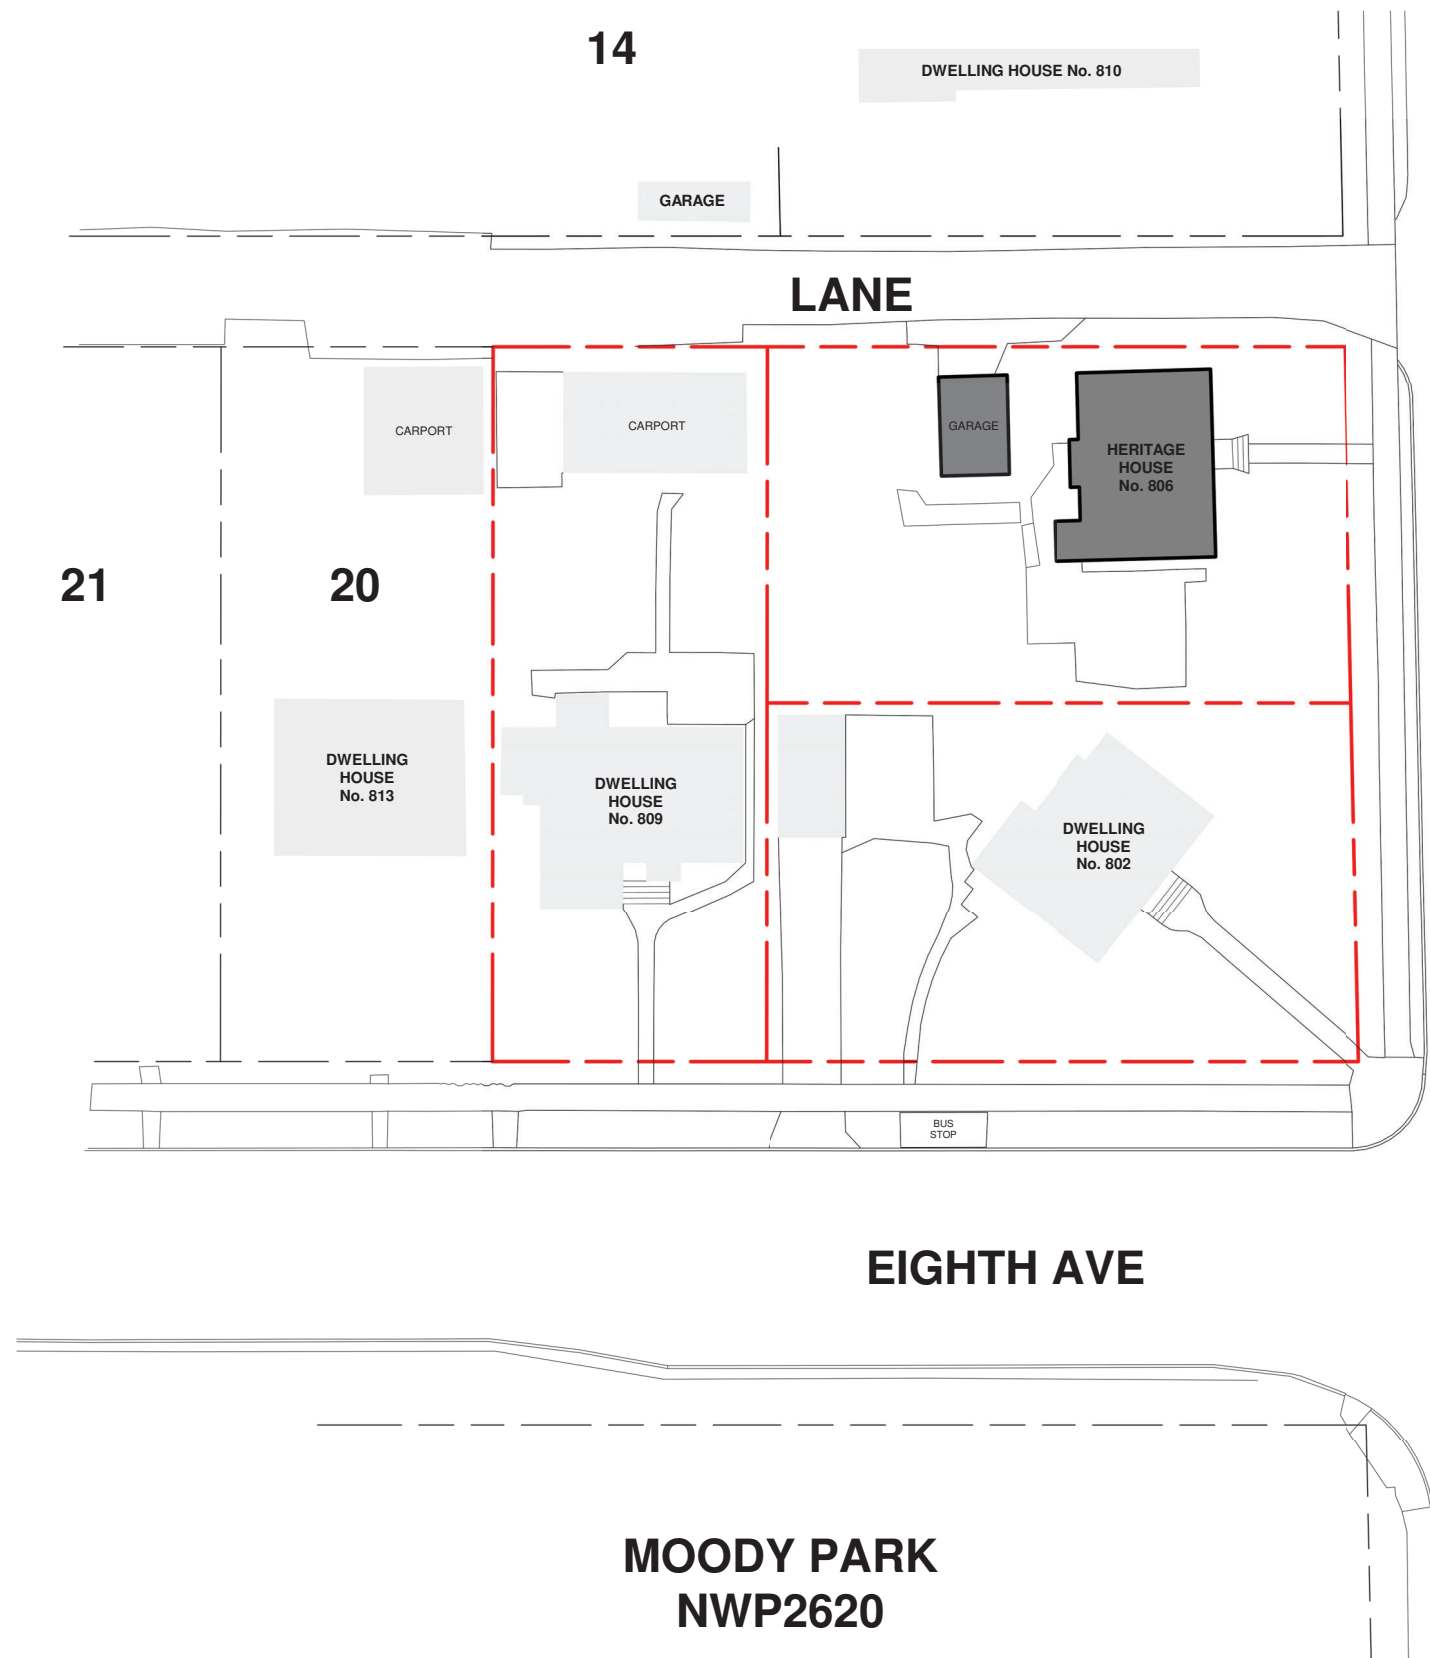 14
DWELLING HOUSE No. 810
GARAGE
LANE
CARPORT
CARPORT
GARAGE
HERITAGE
HOUSE
No. 806
21
20
DWELLING
HOUSE
No. 813
DWELLING
HOUSE
No. 809
DWELLING
HOUSE
No. 802
BUS
STOP
EIGHTH AVE
MOODY PARK
NWP2620